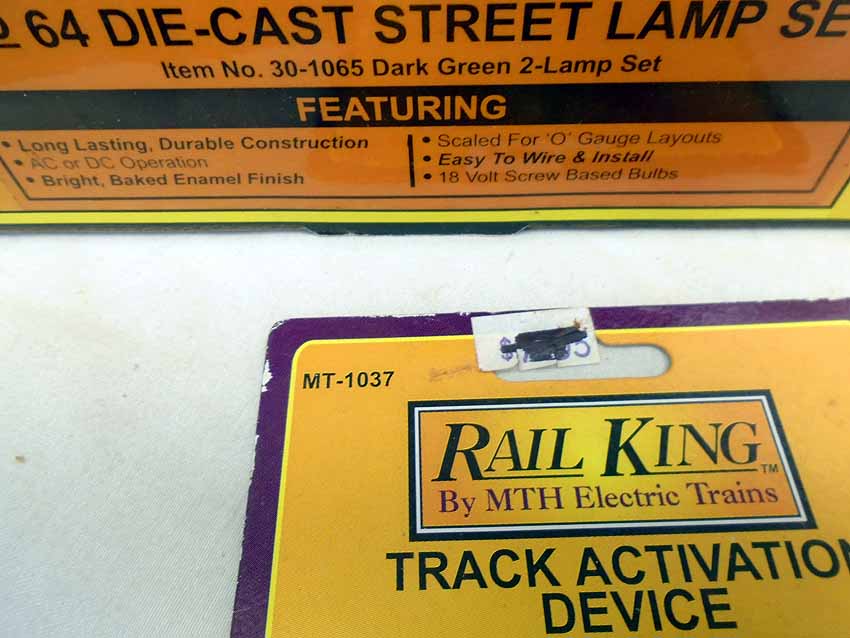 64 DIE-CAST STREET LAMP SE
Item No. 30-1065 Dark Green 2-Lamp Set
FEATURING
• Long Lasting, Durable Construction
• AC or DC Operation
• Bright, Baked Enamel Finish
• Scaled For 'O' Gauge Layouts
• Easy To Wire & Install
• 18 Volt Screw Based Bulbs
MT-1037
RAIL KING™
By MTH Electric Trains
TRACK ACTIVATION
DEVICE